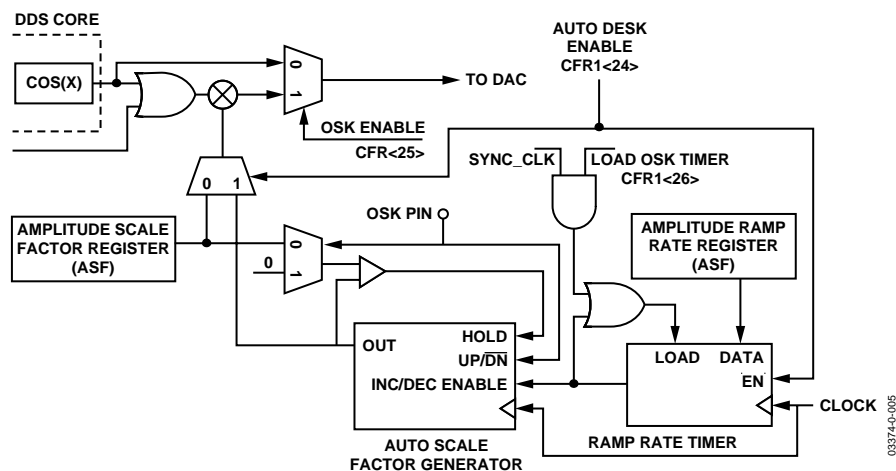 DDS CORE
COS(X)
0
1
TO DAC
OSK ENABLE
CFR<25>
AUTO DESK
ENABLE
CFR1<24>
0 1
SYNC_CLK
LOAD OSK TIMER
CFR1<26>
AMPLITUDE SCALE
FACTOR REGISTER
(ASF)
OSK PIN
0
0
1
AMPLITUDE RAMP
RATE REGISTER
(ASF)
OUT
HOLD
UP/DN
INC/DEC ENABLE
LOAD DATA
EN
CLOCK
AUTO SCALE
FACTOR GENERATOR
RAMP RATE TIMER
03374-0-005